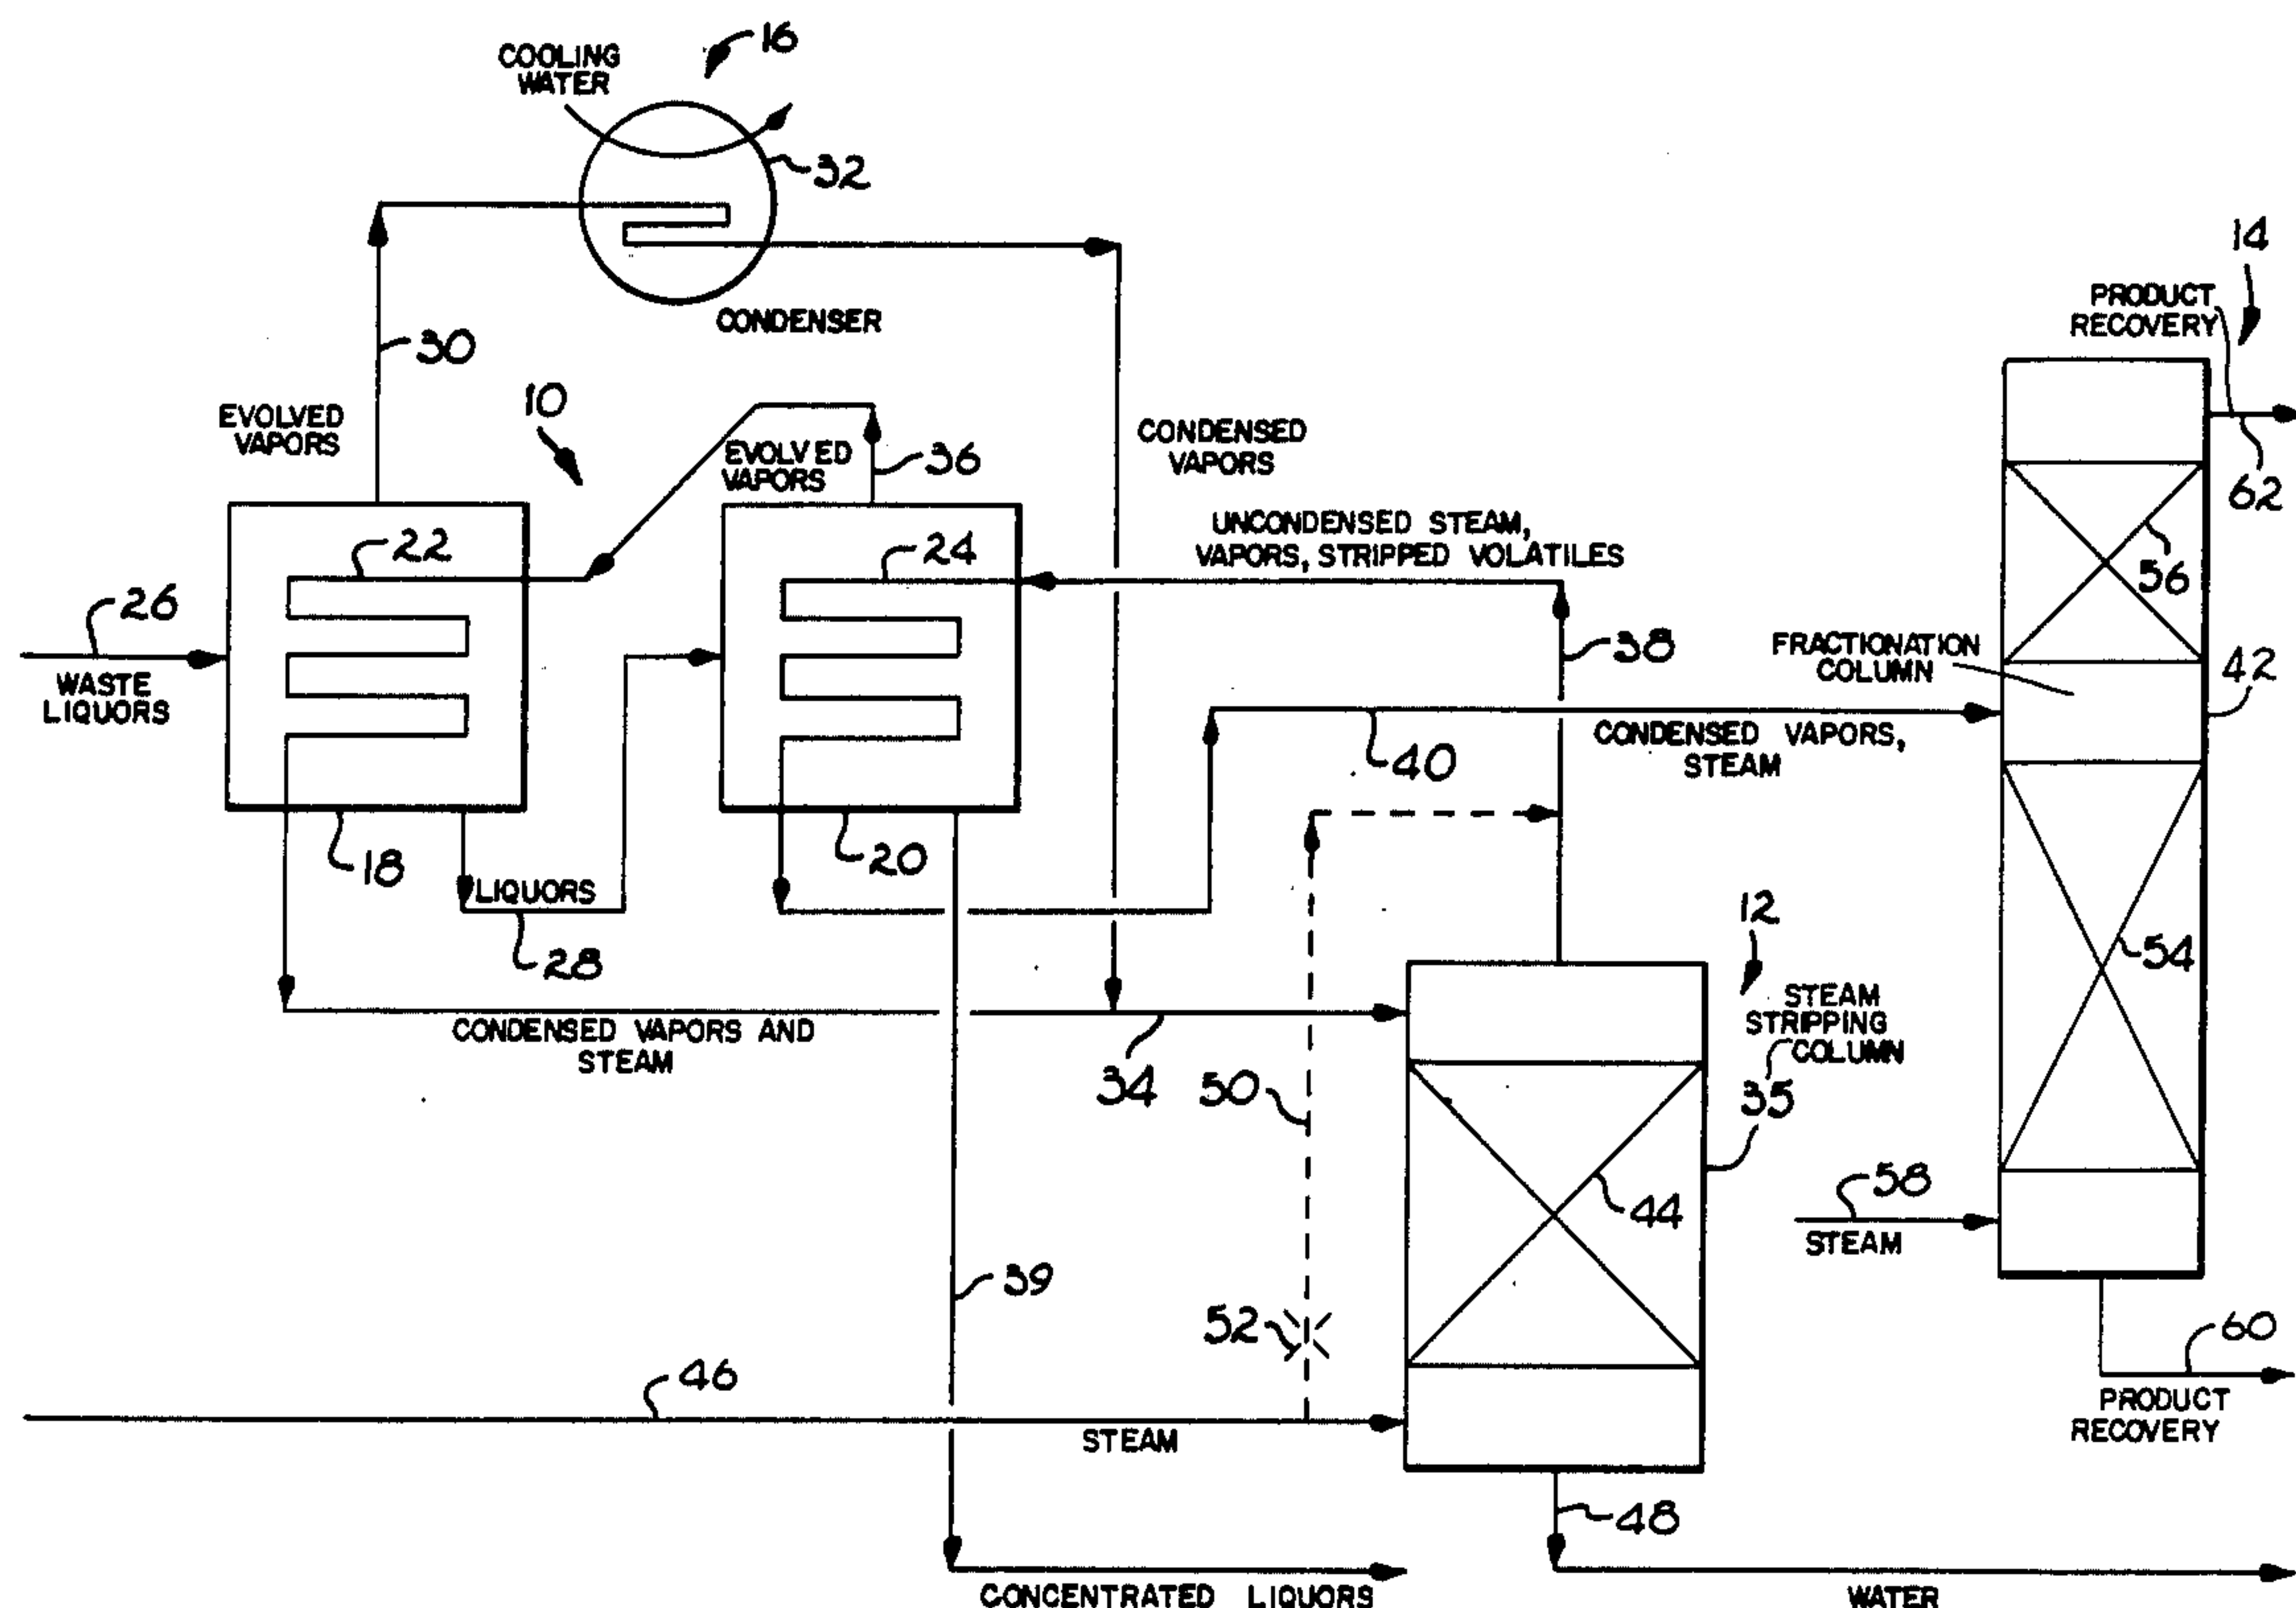 COOLING
WATER
16
32
CONDENSER
30
EVOLVED
VAPORS
10
EVOLVED
VAPORS
36
CONDENSED
VAPORS
14
PRODUCT
RECOVERY
62
UNCONDENSED STEAM,
VAPORS, STRIPPED VOLATILES
22
24
56
26
WASTE
LIQUORS
38
FRACTIONATION
COLUMN
42
40
CONDENSED VAPORS,
STEAM
18
20
LIQUORS
28
12
54
STEAM
STRIPPING
COLUMN
35
CONDENSED VAPORS AND
STEAM
34
50
44
58
STEAM
39
52
60
46
STEAM
PRODUCT
RECOVERY
48
CONCENTRATED LIQUORS
WATER